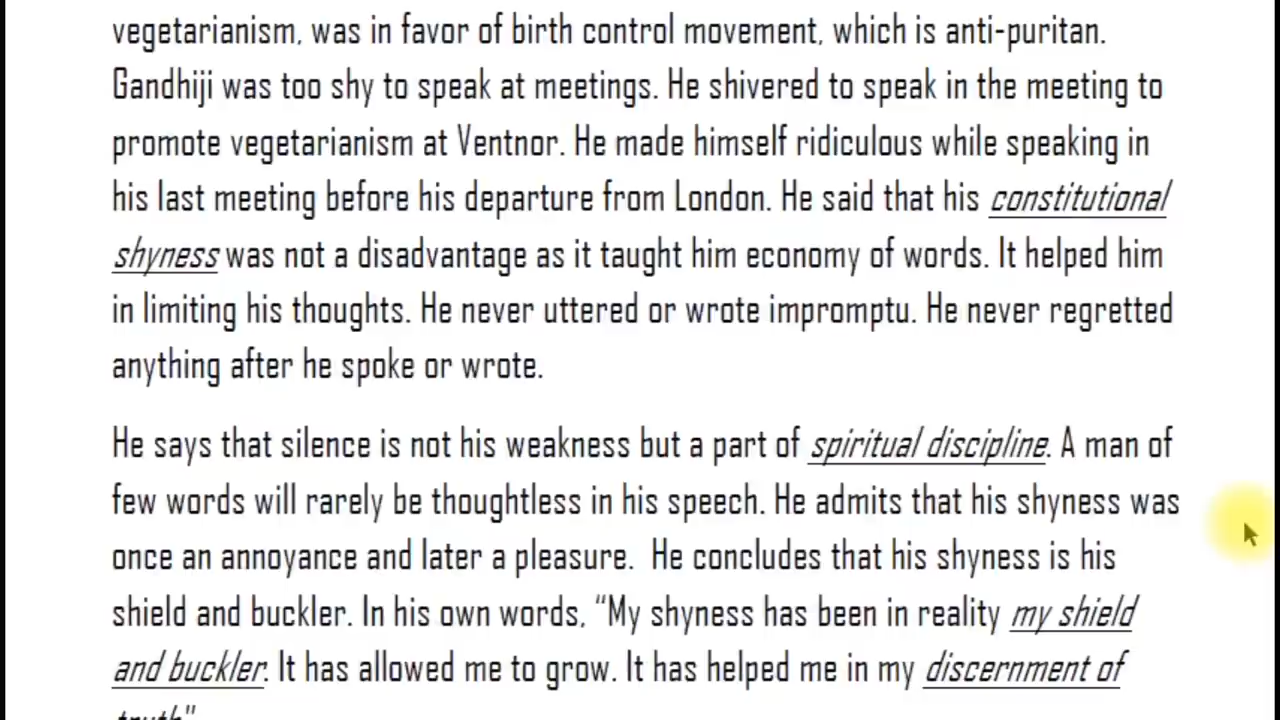 vegetarianism, was in favor of birth control movement, which is anti-puritan.
Gandhiji was too shy to speak at meetings. He shivered to speak in the meeting to
promote vegetarianism at Ventnor. He made himself ridiculous while speaking in
his last meeting before his departure from London. He said that his constitutional
shyness was not a disadvantage as it taught him economy of words. It helped him
in limiting his thoughts. He never uttered or wrote impromptu. He never regretted
anything after he spoke or wrote.
He says that silence is not his weakness but a part of spiritual discipline. A man of
few words will rarely be thoughtless in his speech. He admits that his shyness was
once an annoyance and later a pleasure. He concludes that his shyness is his
shield and buckler. In his own words, “My shyness has been in reality my shield
and buckler. It has allowed me to grow. It has helped me in my discernment of
truth”